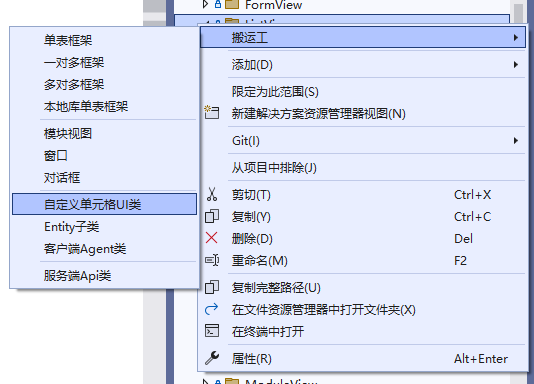 FormView
ListView
单表框架
一对多框架
多对多框架
本地库单表框架
模块视图
窗口
对话框
自定义单元格UI类
Entity子类
客户端Agent类
服务端Api类
搬运工
添加(D)
限定为此范围(S)
新建解决方案资源管理器视图(N)
Git(I)
从项目中排除(J)
剪切(T) Ctrl+X
复制(Y) Ctrl+C
删除(D) Del
重命名(M) F2
复制完整路径(U)
在文件资源管理器中打开文件夹(X)
在终端中打开
属性(R) Alt+Enter
ModuleView